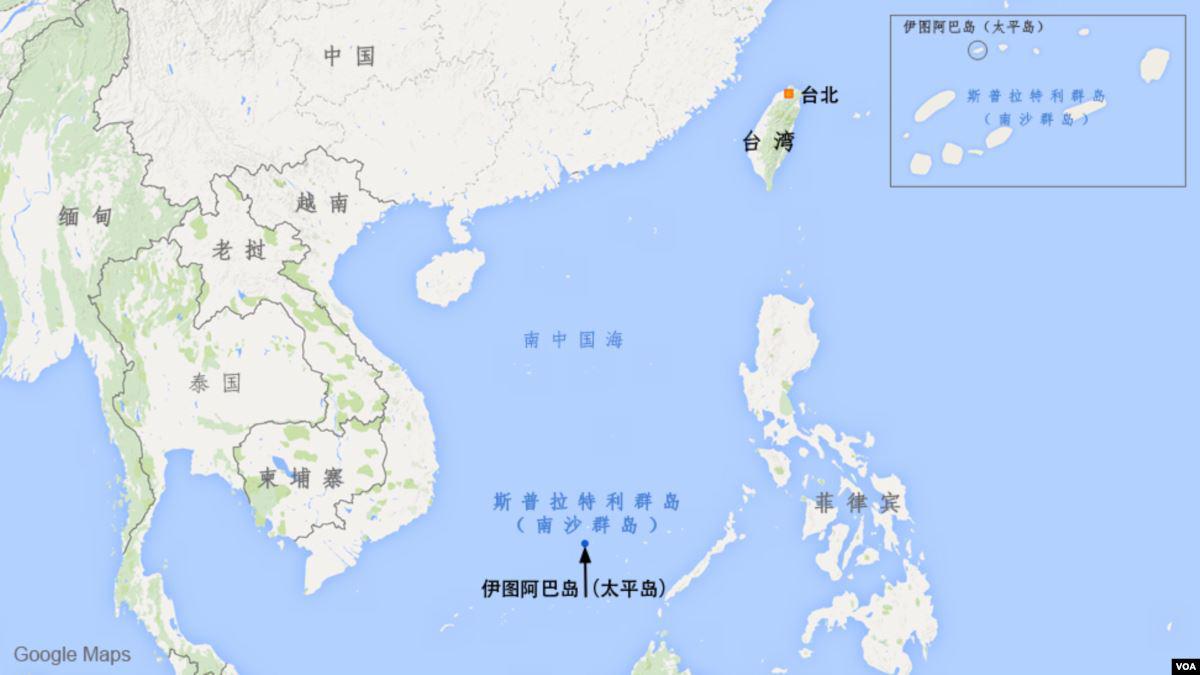 中国
台北
台湾
缅甸
越南
老挝
南中国海
泰国
柬埔寨
斯普拉特利群岛
（南沙群岛）
菲律宾
伊图阿巴岛（太平岛）
Google Maps
伊图阿巴岛（太平岛）
斯普拉特利群岛
（南沙群岛）
VOA